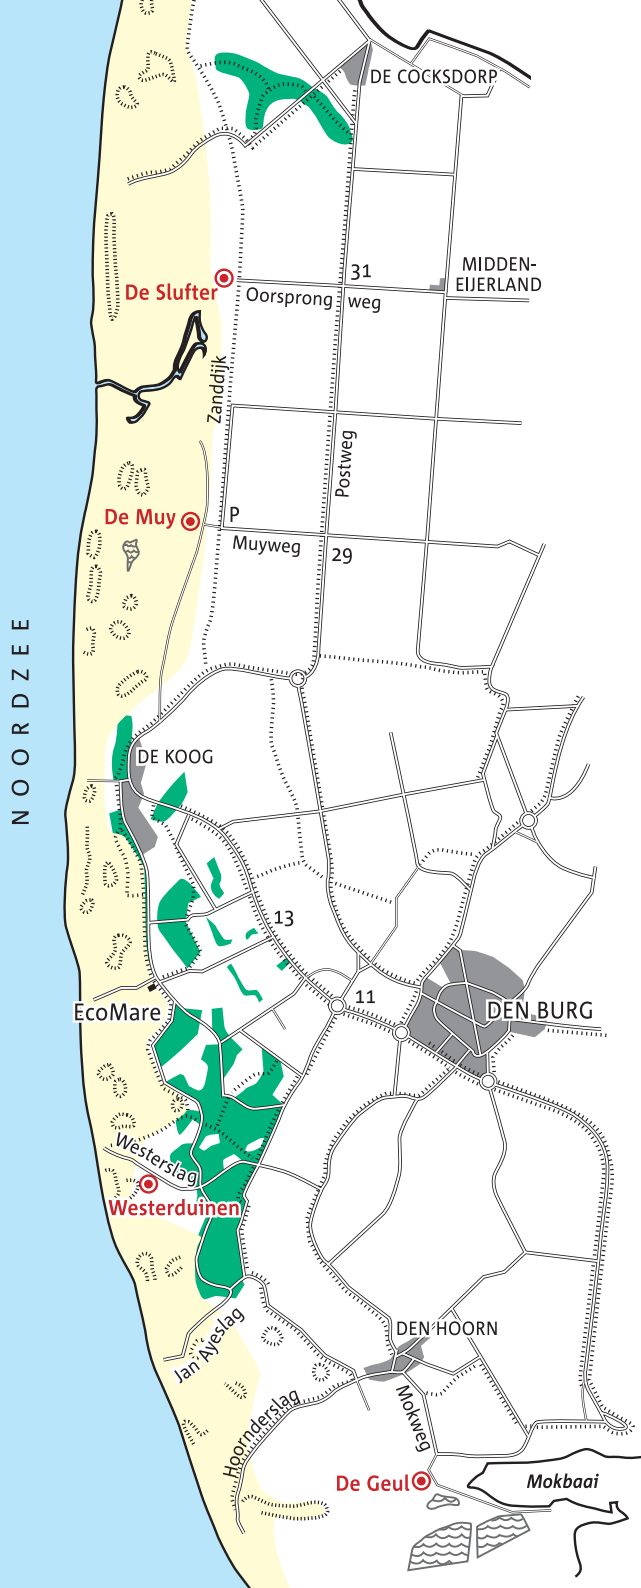 DE COCKSDORP
31
MIDDEN-
EIJERLAND
De Slufter
Oorsprong weg
Zanddijk
Postweg
De Muy
P
Muyweg
29
NOORDZEE
DE KOOG
13
EcoMare
11
DEN BURG
Westerslag
Westerduinen
Jan Ayeslag
DEN HOORN
Hoornderslag
Mokweg
De Geul
Mokbaai